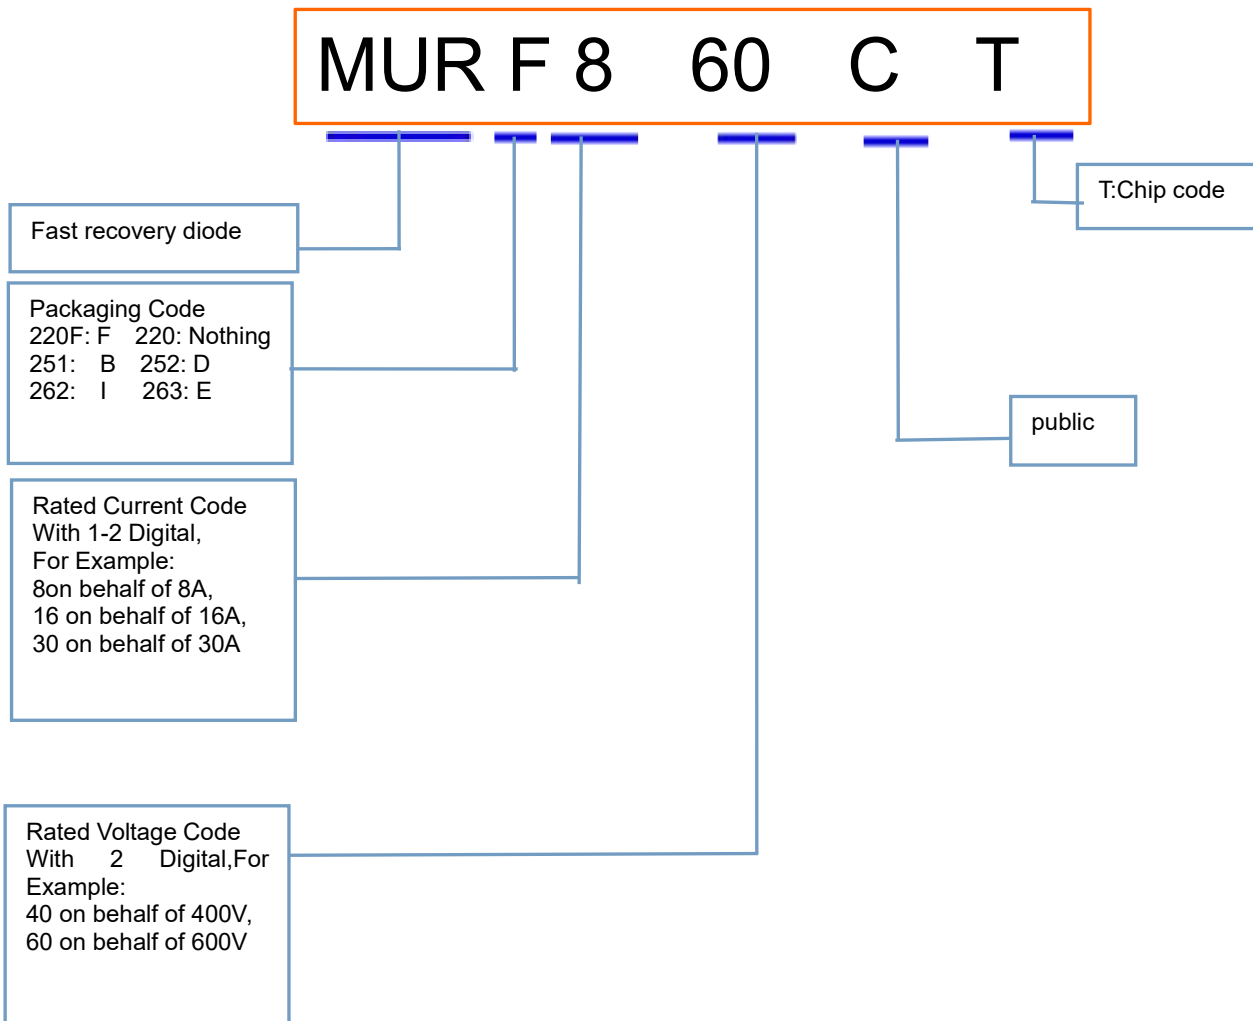 MUR F 8 60 C T
T:Chip code
Fast recovery diode
Packaging Code
220F: F 220: Nothing
251: B 252: D
262: I 263: E
public
Rated Current Code
With 1-2 Digital,
For Example:
8on behalf of 8A,
16 on behalf of 16A,
30 on behalf of 30A
Rated Voltage Code
With 2 Digital,For
Example:
40 on behalf of 400V,
60 on behalf of 600V